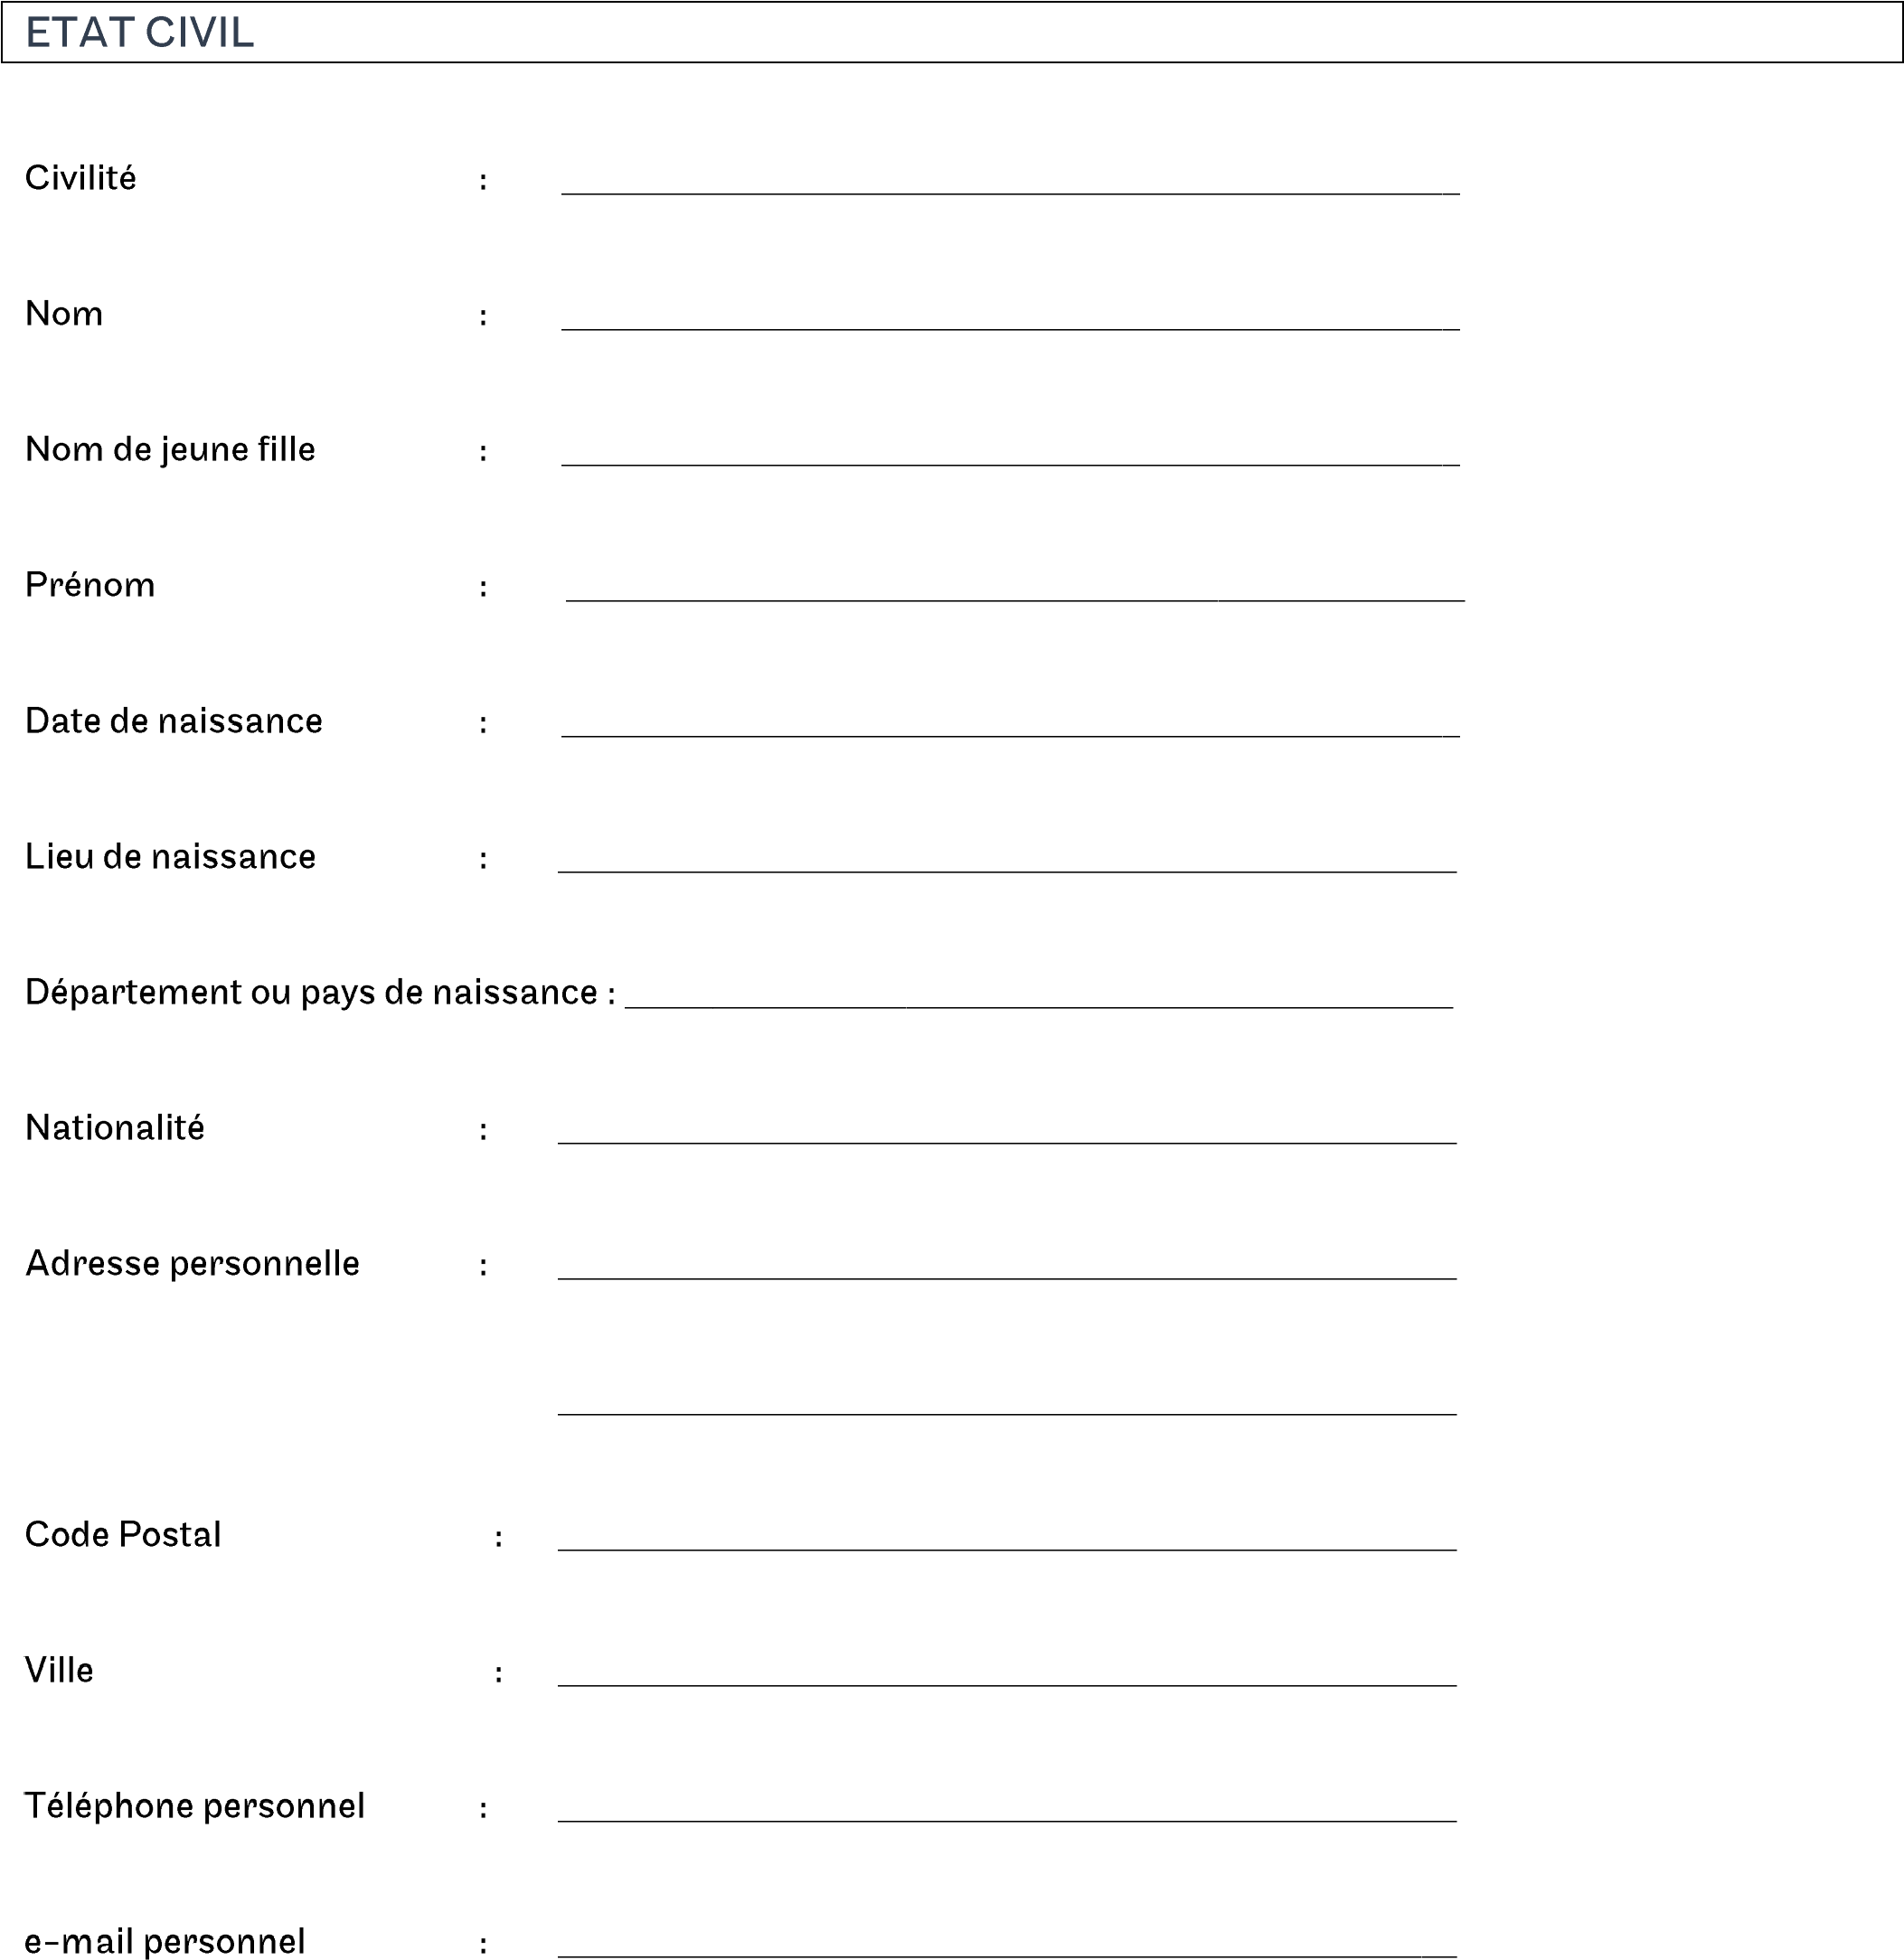 ETAT CIVIL
Civilité :
Nom :
Nom de jeune fille :
Prénom :
Date de naissance :
Lieu de naissance :
Département ou pays de naissance :
Nationalité :
Adresse personnelle :
Code Postal :
Ville :
Téléphone personnel :
e-mail personnel :